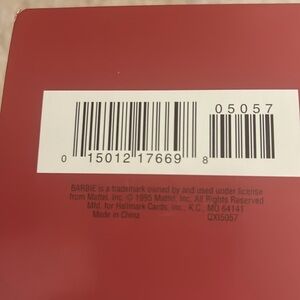 05057
0 15012 17669 8
BARBIE is a trademark owned by and used under license
from Mattel, Inc. © 1995 Mattel, Inc. All Rights Reserved
Mfd. for Hallmark Cards, Inc., K.C., MO 64141
Made in China QXI5057